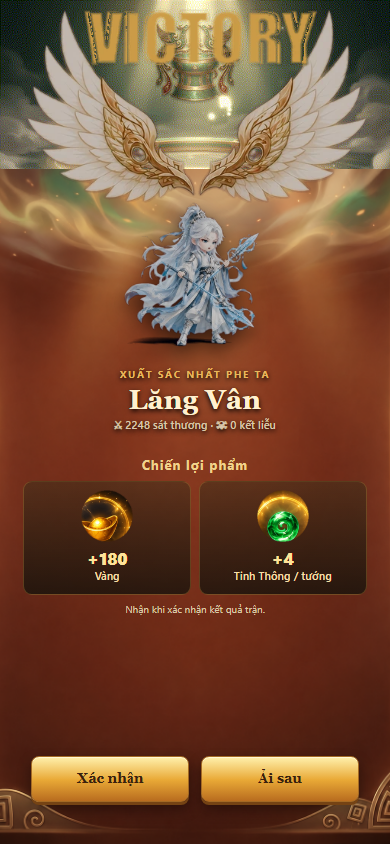 VICTORY
XUẤT SẮC NHẤT PHE TA
Lăng Vân
2248 sát thương · 0 kết liễu
Chiến lợi phẩm
+180
Vàng
+4
Tinh Thông / tướng
Nhận khi xác nhận kết quả trận.
Xác nhận
Ải sau